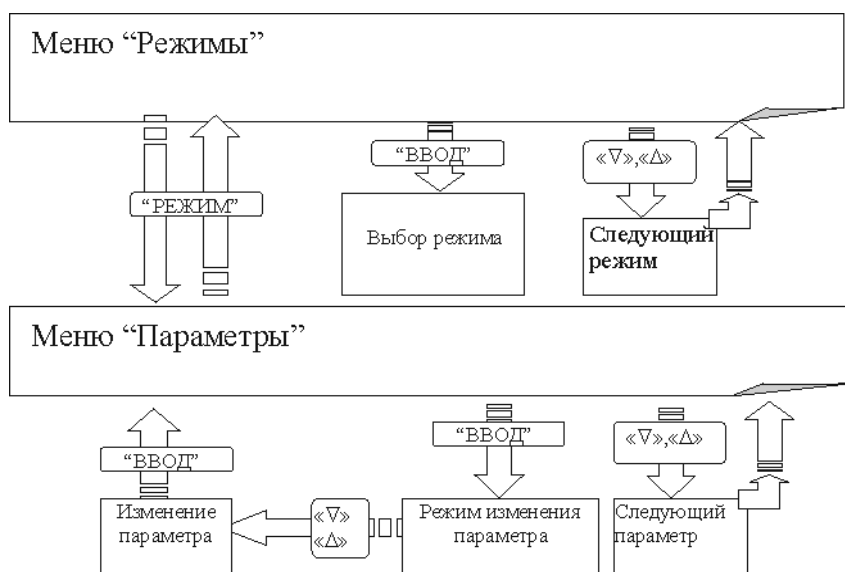 Меню “Режимы”
“ВВОД”
«∇»,«Δ»
“РЕЖИМ”
Выбор режима
Следующий
режим
Меню “Параметры”
“ВВОД”
“ВВОД”
«∇»,«Δ»
Изменение
параметра
«∇»
«Δ»
Режим изменения
параметра
Следующий
параметр